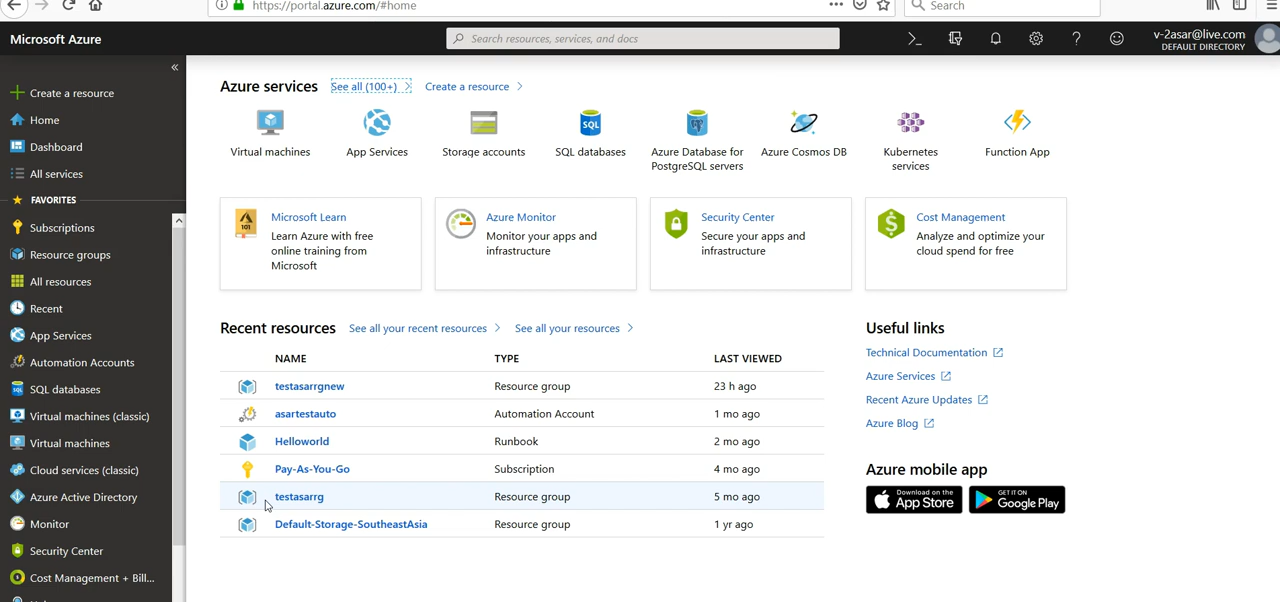 https://portal.azure.com/#home
Search
Microsoft Azure
Search resources, services, and docs
v-2asar@live.com
DEFAULT DIRECTORY
Create a resource
Home
Dashboard
All services
FAVORITES
Subscriptions
Resource groups
All resources
Recent
App Services
Automation Accounts
SQL databases
Virtual machines (classic)
Virtual machines
Cloud services (classic)
Azure Active Directory
Monitor
Security Center
Cost Management + Bill...
Azure services See all (100+) Create a resource
Virtual machines
App Services
Storage accounts
SQL
SQL databases
Azure Database for
PostgreSQL servers
Azure Cosmos DB
Kubernetes
services
Function App
101
Microsoft Learn
Learn Azure with free
online training from
Microsoft
Azure Monitor
Monitor your apps and
infrastructure
Security Center
Secure your apps and
infrastructure
Cost Management
Analyze and optimize your
cloud spend for free
Recent resources See all your recent resources See all your resources
NAME TYPE LAST VIEWED
testasarrgnew Resource group 23 h ago
asartestauto Automation Account 1 mo ago
Helloworld Runbook 2 mo ago
Pay-As-You-Go Subscription 4 mo ago
testasarrg Resource group 5 mo ago
Default-Storage-SoutheastAsia Resource group 1 yr ago
Useful links
Technical Documentation
Azure Services
Recent Azure Updates
Azure Blog
Azure mobile app
Download on the
App Store
GET IT ON
Google Play